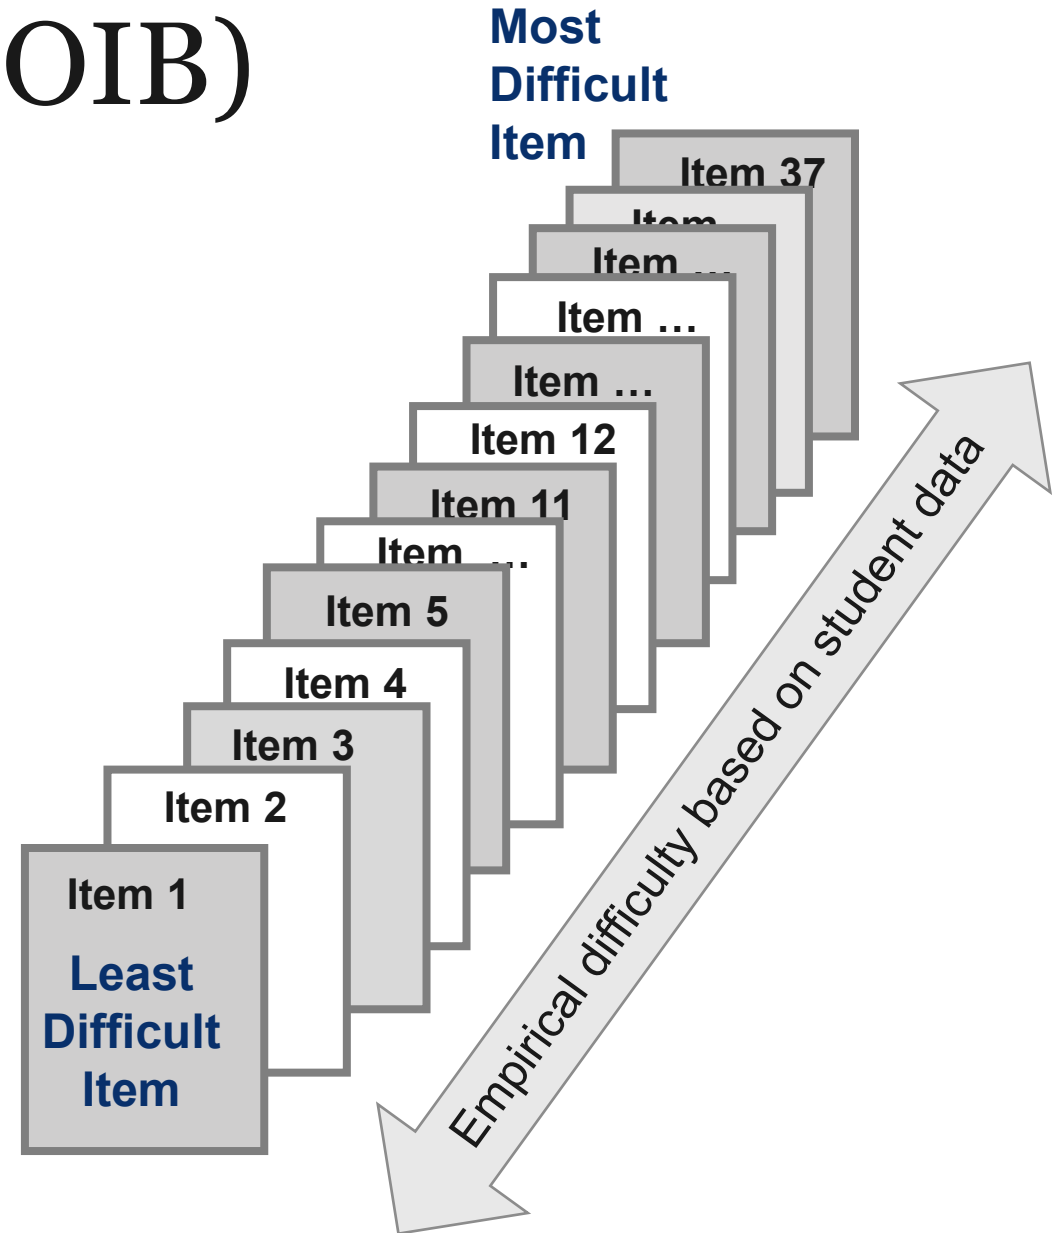 OIB)
Most
Difficult
Item
Item 37
Item
Item ...
Item …
Item …
Item 12
Item 11
Item …
Item 5
Item 4
Item 3
Item 2
Item 1
Least
Difficult
Item
Empirical difficulty based on student data